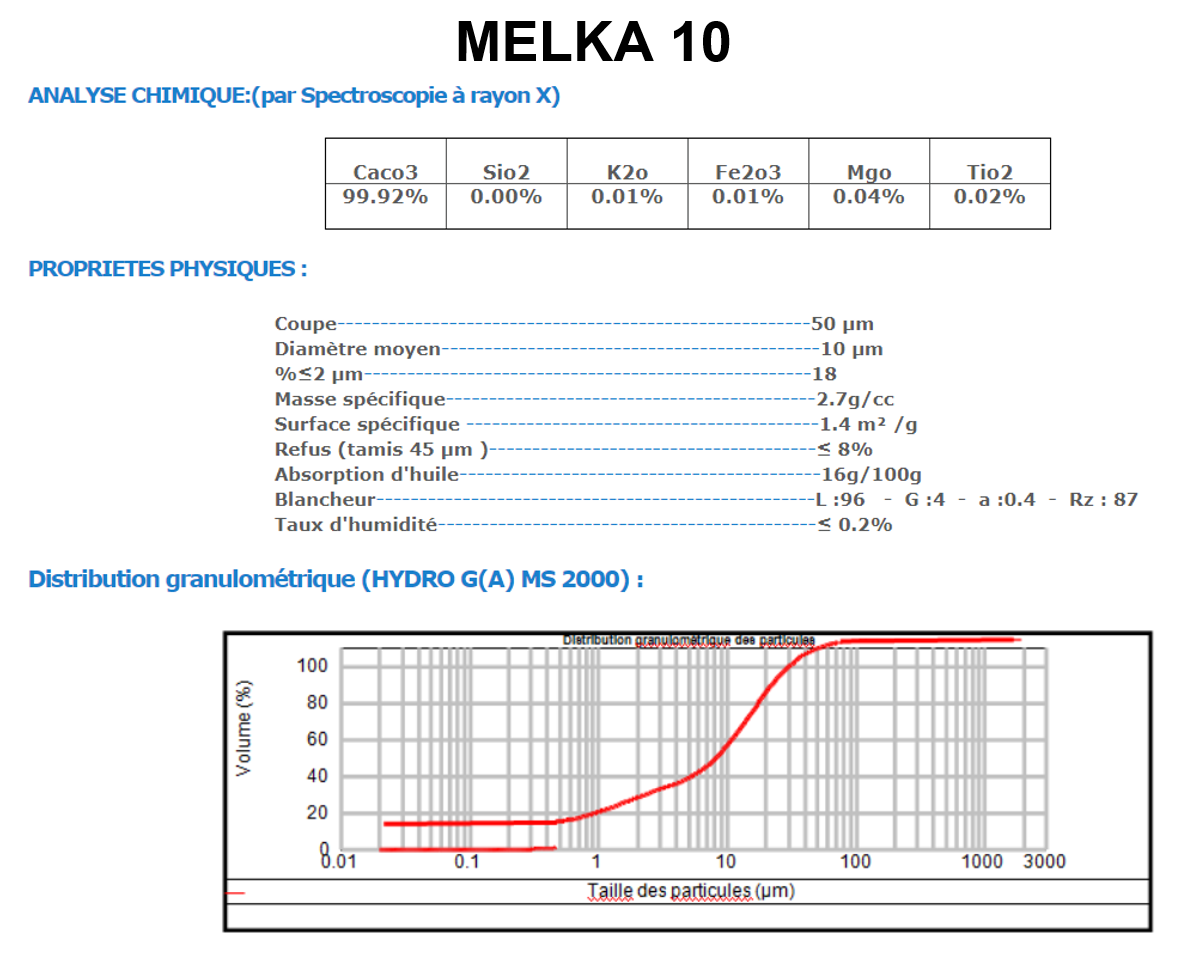 MELKA 10
ANALYSE CHIMIQUE:(par Spectroscopie à rayon X)
Caco3 Sio2 K2o Fe2o3 Mgo Tio2
99.92% 0.00% 0.01% 0.01% 0.04% 0.02%
PROPRIETES PHYSIQUES :
Coupe-------------------------------------------------------50 µm
Diamètre moyen--------------------------------------------10 µm
%≤2 µm----------------------------------------------------18
Masse spécifique-------------------------------------------2.7g/cc
Surface spécifique -----------------------------------------1.4 m² /g
Refus (tamis 45 µm )--------------------------------------≤ 8%
Absorption d'huile------------------------------------------16g/100g
Blancheur---------------------------------------------------L :96 - G :4 - a :0.4 - Rz : 87
Taux d'humidité--------------------------------------------≤ 0.2%
Distribution granulométrique (HYDRO G(A) MS 2000) :
Distribution granulométrique des particules
Volume (%)
100
80
60
40
20
0
0.01 0.1 1 10 100 1000 3000
Taille des particules (µm)